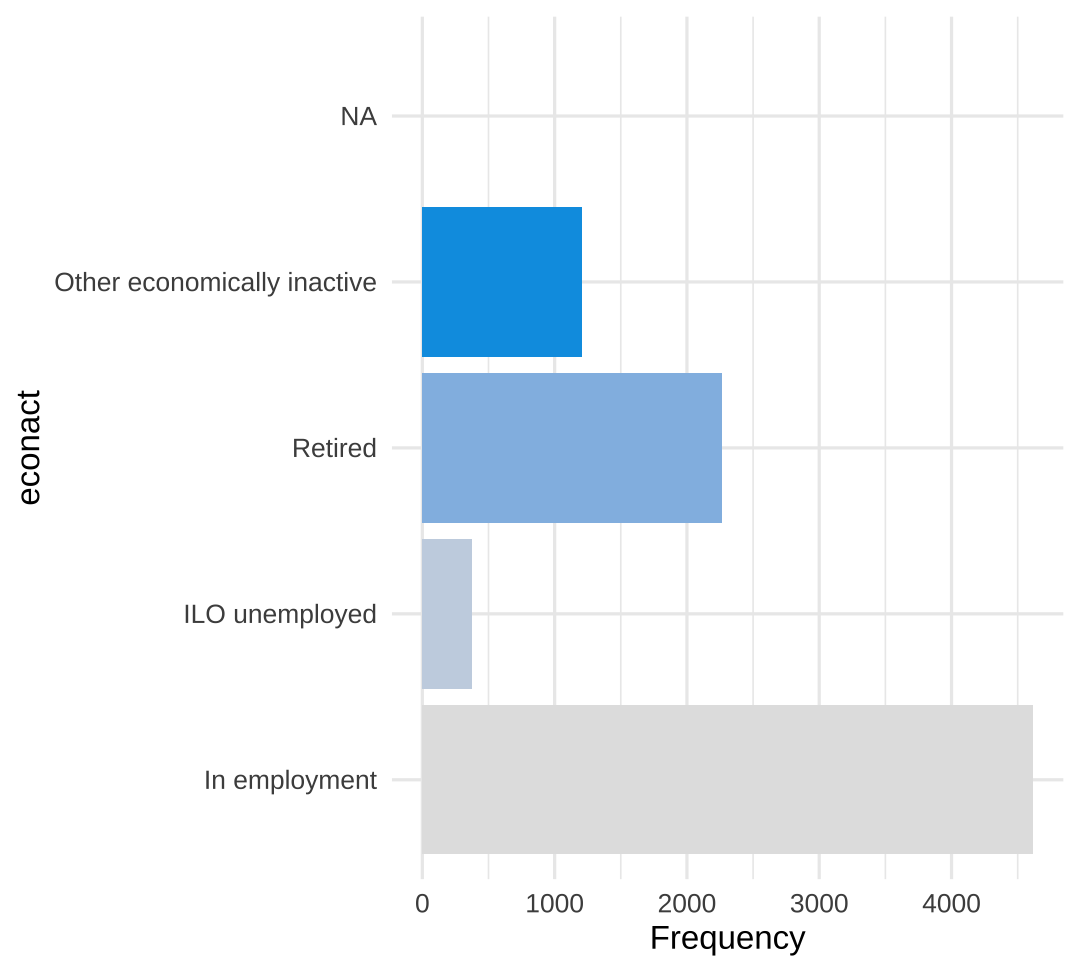 NA
Other economically inactive
Retired
ILO unemployed
In employment
econact
0 1000 2000 3000 4000
Frequency